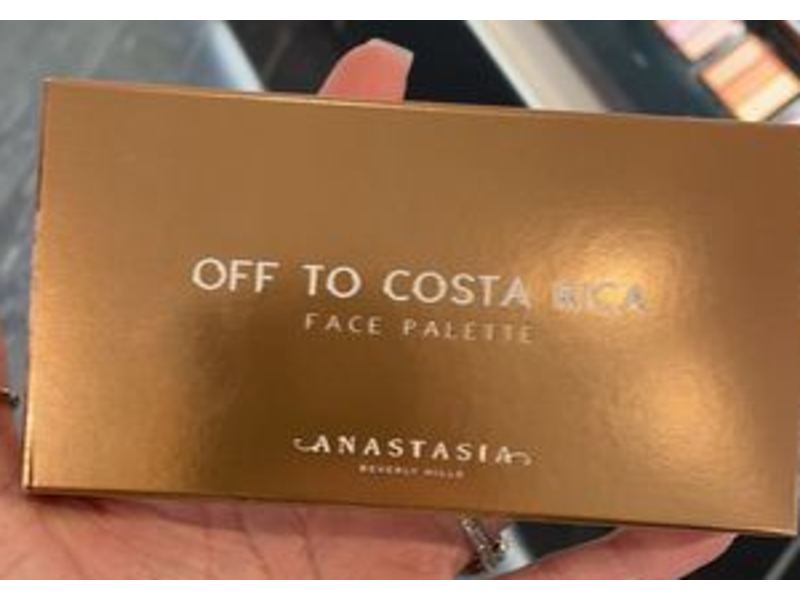 OFF TO COSTA RICA
FACE PALETTE
ANASTASIA
BEVERLY HILLS